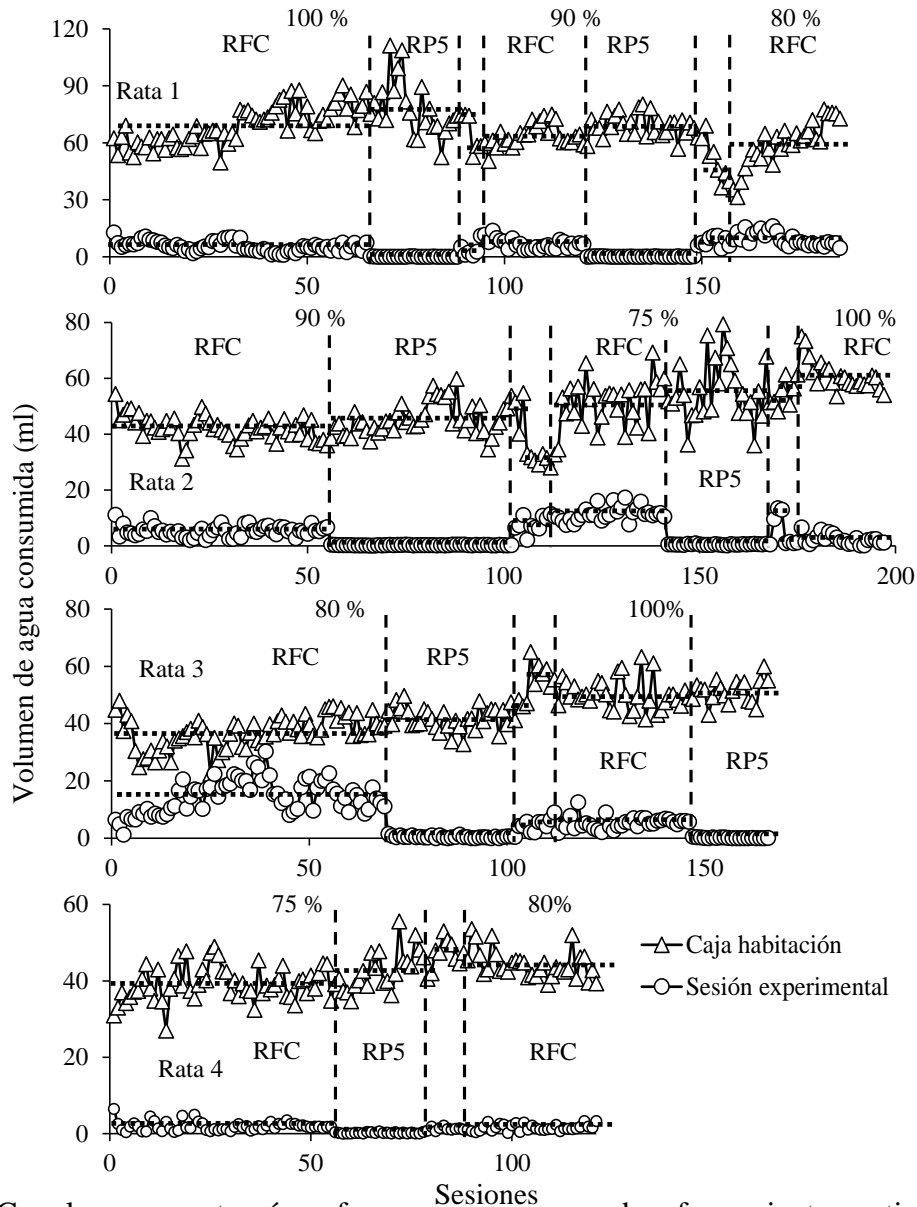 100 % 90 % 80 %
120
RFC RP5 RFC RP5 RFC
90
Rata 1
60
30
0
0 50 100 150
80
90 % 75 % 100 %
RFC RP5 RFC RFC
60
40
Rata 2 RP5
20
0
0 50 100 150 200
Volumen de agua consumida (ml)
80
80 % 100%
Rata 3 RFC RP5
60
40
RFC RP5
20
0
0 50 100 150
60
75 % 80%
Caja habitación
40
Sesión experimental
20
Rata 4 RFC RP5 RFC
0
0 50 100
Sesiones